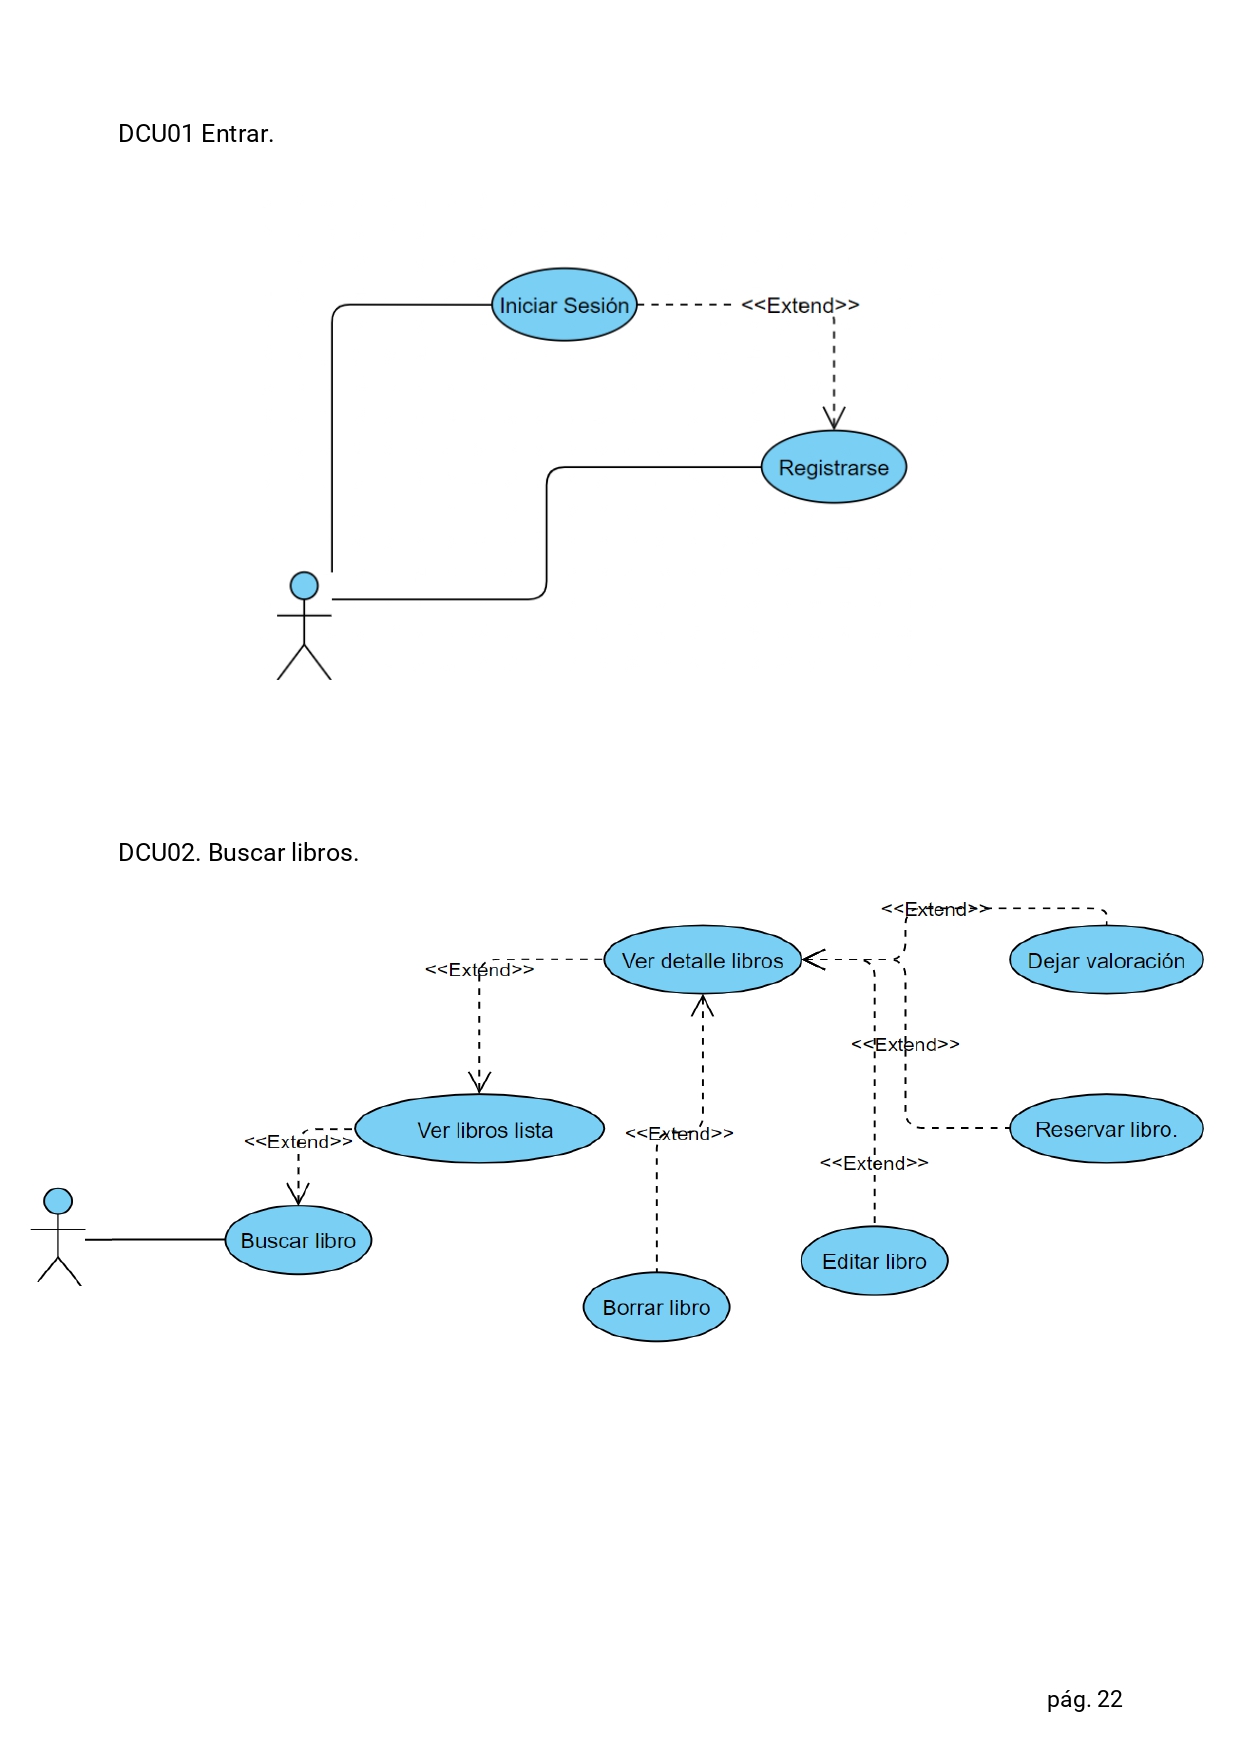 DCU01 Entrar.
Iniciar Sesión
<<Extend>>
Registrarse
DCU02. Buscar libros.
<<Extend>>
Ver detalle libros
Dejar valoración
<<Extend>>
<<Extend>>
Ver libros lista
<<Extend>>
Reservar libro.
<<Extend>>
<<Extend>>
Buscar libro
Editar libro
Borrar libro
pág. 22